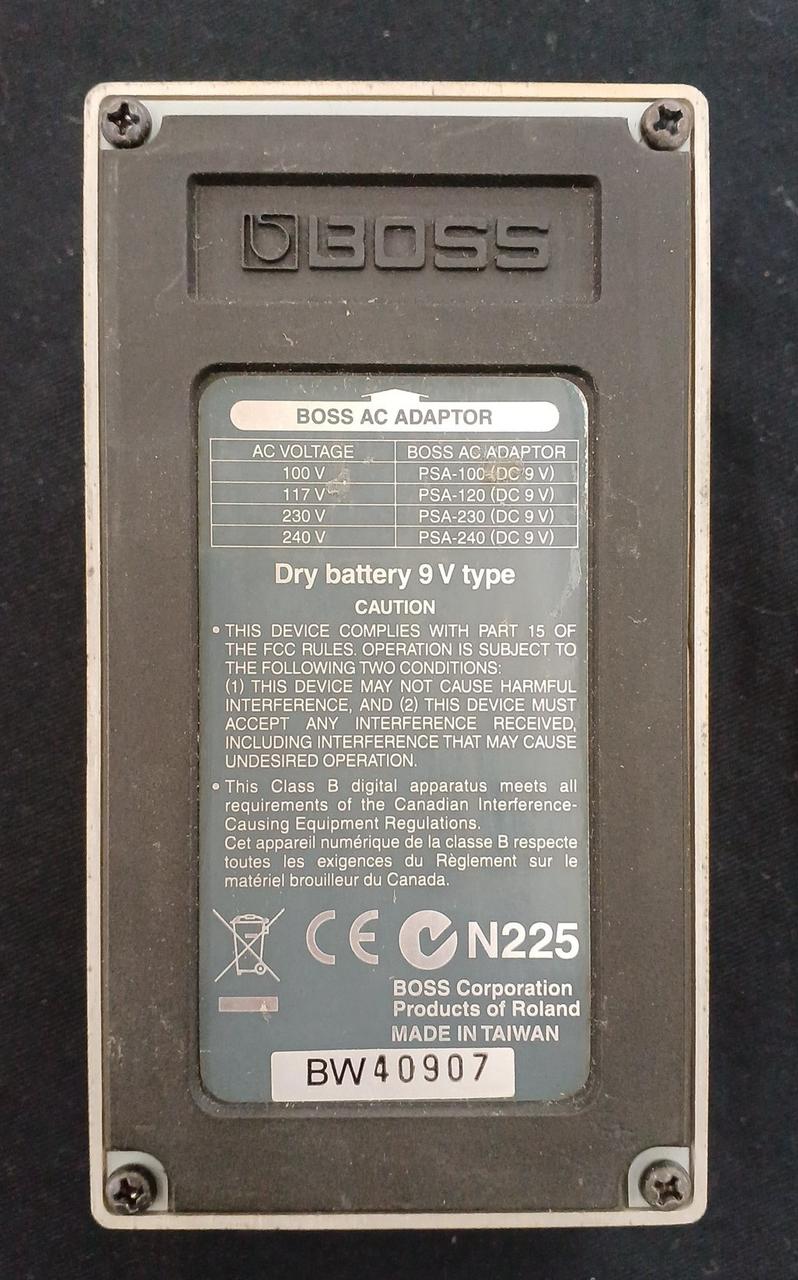 BOSS
BOSS AC ADAPTOR
AC VOLTAGE BOSS AC ADAPTOR
100 V PSA-100 (DC 9 V)
117 V PSA-120 (DC 9 V)
230 V PSA-230 (DC 9 V)
240 V PSA-240 (DC 9 V)
Dry battery 9 V type
CAUTION
• THIS DEVICE COMPLIES WITH PART 15 OF
THE FCC RULES. OPERATION IS SUBJECT TO
THE FOLLOWING TWO CONDITIONS:
(1) THIS DEVICE MAY NOT CAUSE HARMFUL
INTERFERENCE, AND (2) THIS DEVICE MUST
ACCEPT ANY INTERFERENCE RECEIVED,
INCLUDING INTERFERENCE THAT MAY CAUSE
UNDESIRED OPERATION.
• This Class B digital apparatus meets all
requirements of the Canadian Interference-
Causing Equipment Regulations.
Cet appareil numérique de la classe B respecte
toutes les exigences du Règlement sur le
matériel brouilleur du Canada.
CE N225
BOSS Corporation
Products of Roland
MADE IN TAIWAN
BW40907